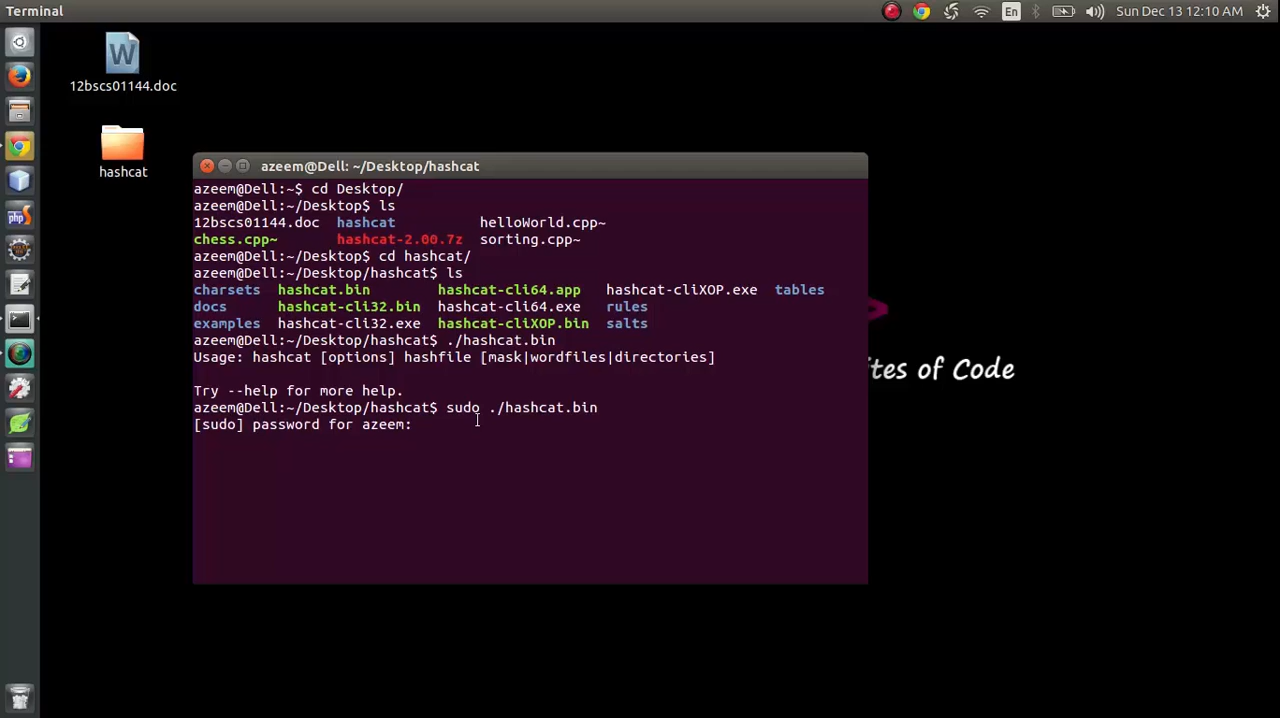 Terminal
En
Sun Dec 13 12:10 AM
W
12bscs01144.doc
hashcat
php
azeem@Dell: ~/Desktop/hashcat
azeem@Dell:~$ cd Desktop/
azeem@Dell:~/Desktop$ ls
12bscs01144.doc hashcat helloWorld.cpp~
chess.cpp~ hashcat-2.00.7z sorting.cpp~
azeem@Dell:~/Desktop$ cd hashcat/
azeem@Dell:~/Desktop/hashcat$ ls
charsets hashcat.bin hashcat-cli64.app hashcat-cliXOP.exe tables
docs hashcat-cli32.bin hashcat-cli64.exe rules
examples hashcat-cli32.exe hashcat-cliXOP.bin salts
azeem@Dell:~/Desktop/hashcat$ ./hashcat.bin
Usage: hashcat [options] hashfile [mask|wordfiles|directories]
Try --help for more help.
azeem@Dell:~/Desktop/hashcat$ sudo ./hashcat.bin
[sudo] password for azeem:
>
ites of Code